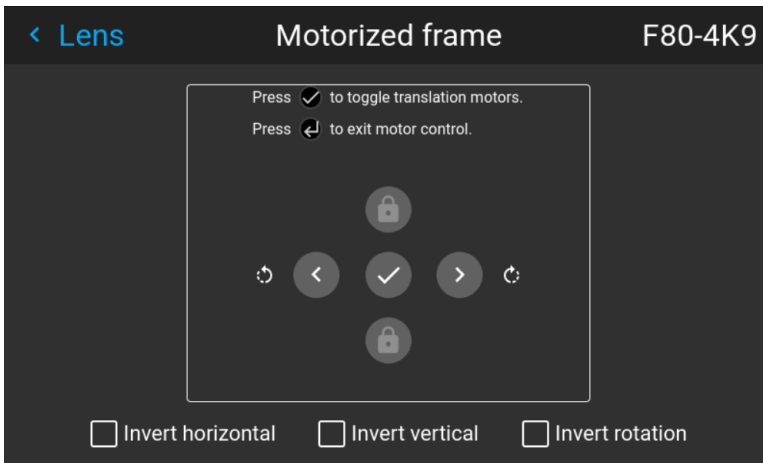 Lens
Motorized frame
F80-4K9
Press to toggle translation motors.
Press to exit motor control.
Invert horizontal
Invert vertical
Invert rotation